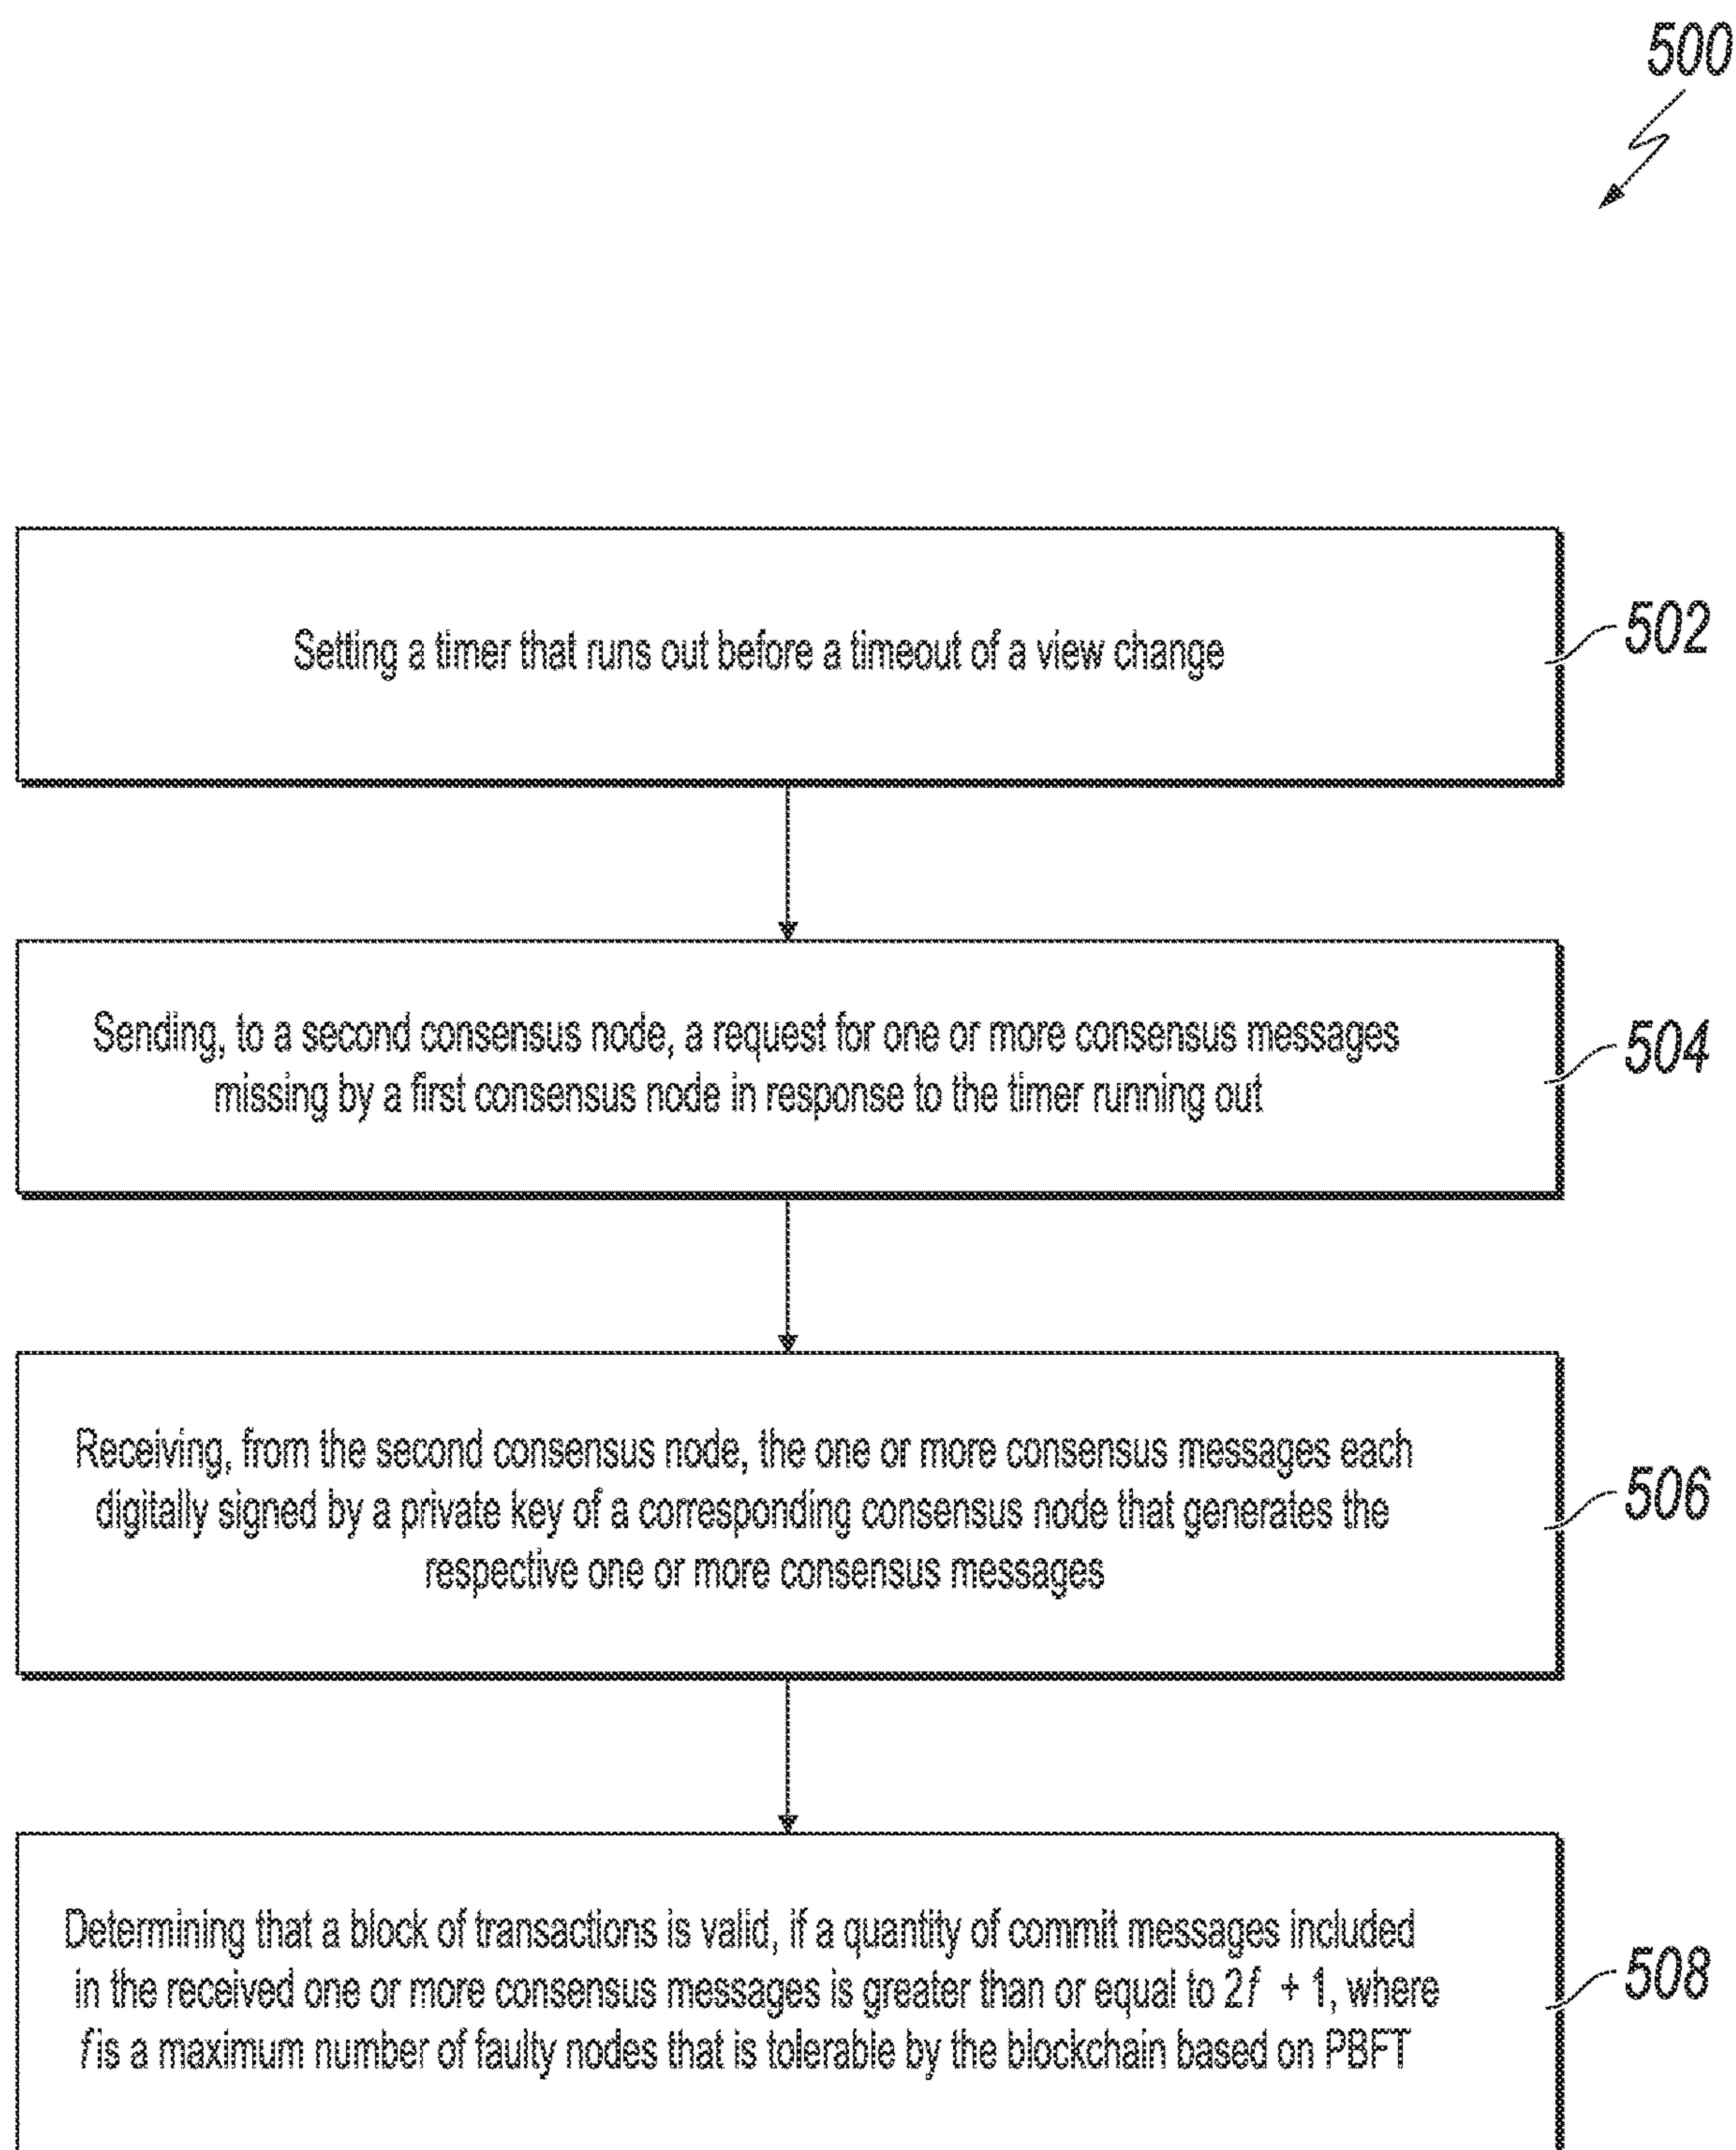 500
Setting a timer that runs out before a timeout of a view change
502
Sending, to a second consensus node, a request for one or more consensus messages
missing by a first consensus node in response to the timer running out
504
Receiving, from the second consensus node, the one or more consensus messages each
digitally signed by a private key of a corresponding consensus node that generates the
respective one or more consensus messages
506
Determining that a block of transactions is valid, if a quantity of commit messages included
in the received one or more consensus messages is greater than or equal to 2f + 1, where
f is a maximum number of faulty nodes that is tolerable by the blockchain based on PBFT
508